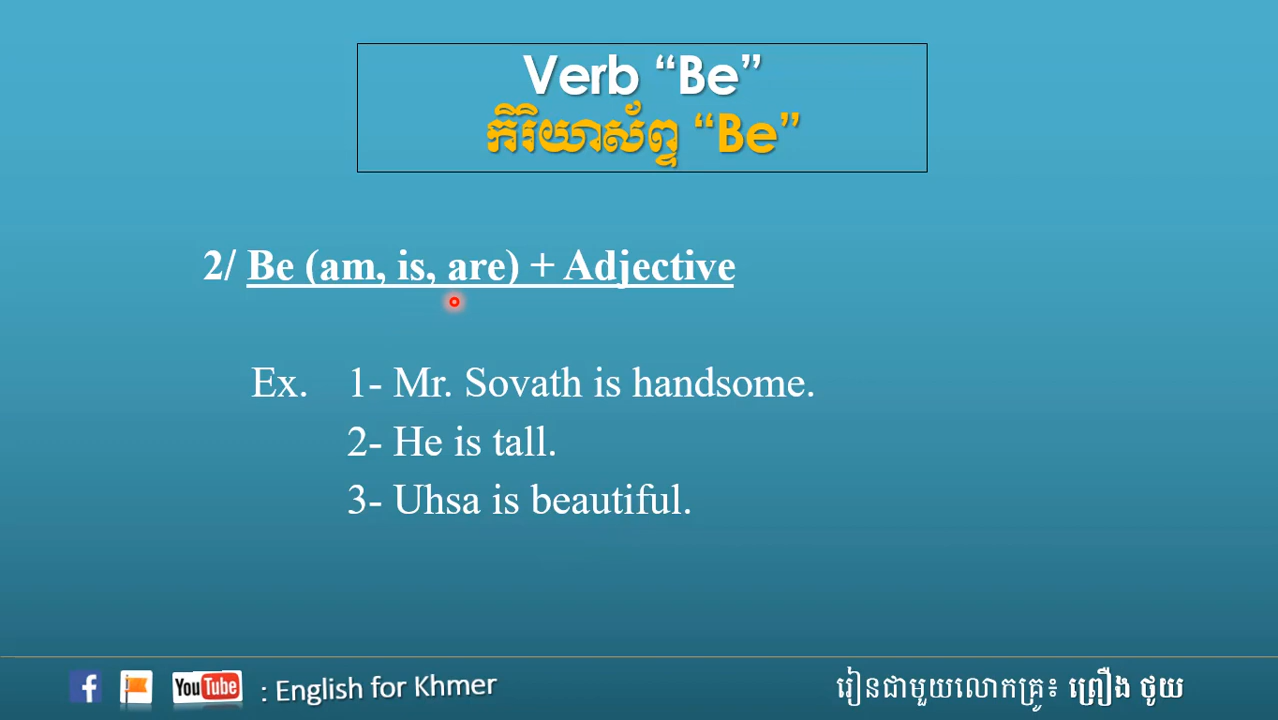 Verb “Be”
កិរិយាស័ព្ទ “Be”
2/ Be (am, is, are) + Adjective
Ex. 1- Mr. Sovath is handsome.
2- He is tall.
3- Uhsa is beautiful.
f YouTube : English for Khmer
រៀនជាមួយលោកគ្រូ៖ ព្រឿង ថូយ